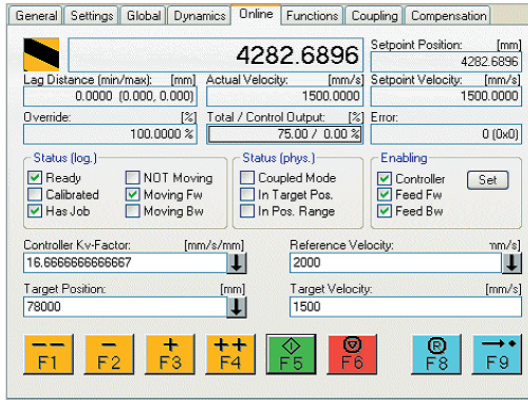 General Settings Global Dynamics Online Functions Coupling Compensation
4282.6896
Setpoint Position: [mm]
4282.6896
Lag Distance (min/max): [mm] Actual Velocity: [mm/s] Setpoint Velocity: [mm/s]
0.0000 (0.000, 0.000) 1500.0000 1500.0000
Override: [%] Total / Control Output: [%] Error:
100.0000 % 75.00 / 0.00 % 0 (0x0)
Status (log.) Status (phys.) Enabling
Ready NOT Moving Coupled Mode Controller Set
Calibrated Moving Fw In Target Pos. Feed Fw
Has Job Moving Bw In Pos. Range Feed Bw
Controller Kv-Factor: [mm/s/mm] Reference Velocity: mm/s]
16.6666666666667 2000
Target Position: [mm] Target Velocity: [mm/s]
78000 1500
-- - + ++ R
F1 F2 F3 F4 F5 F6 F8 F9